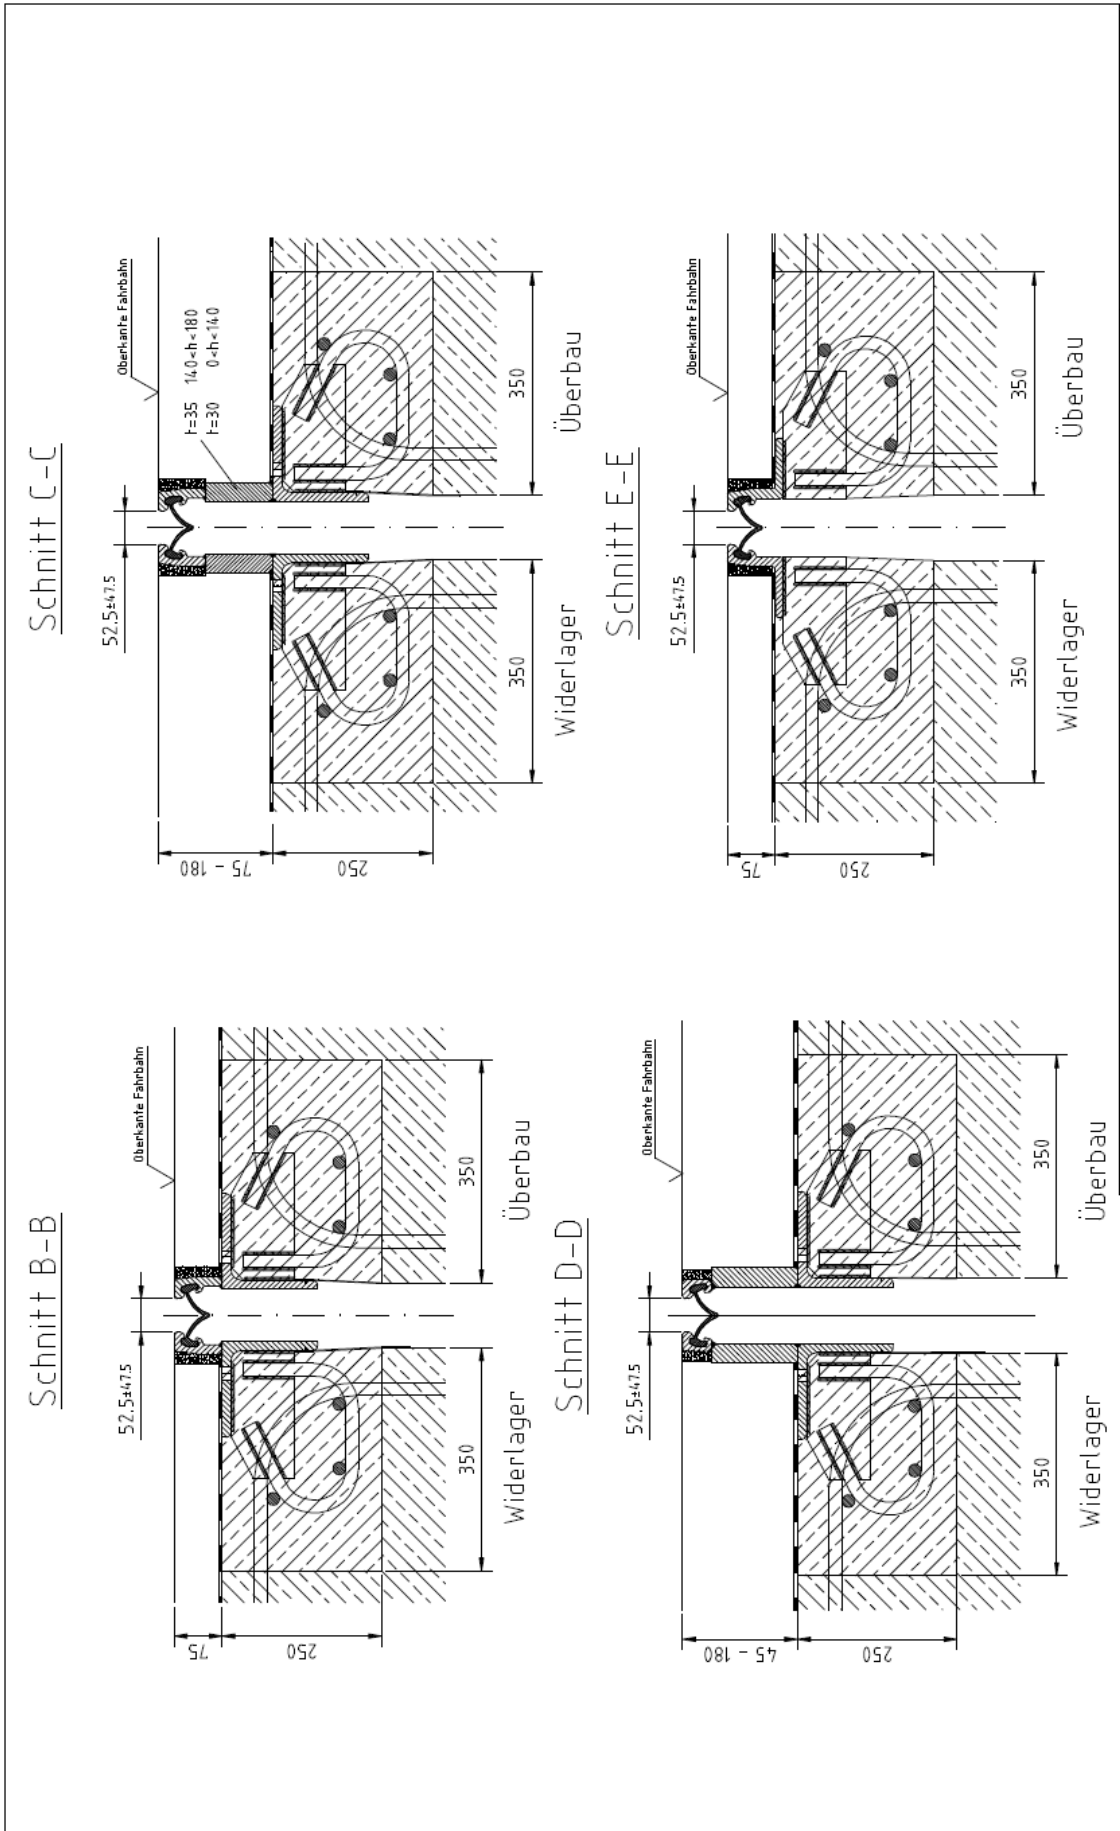 Schnitt B-B
52.5±47.5
Oberkante Fahrbahn
75
250
350
350
Widerlager
Überbau
Schnitt C-C
52.5±47.5
Oberkante Fahrbahn
t=35 140<h<180
t=30 0<h<140
75 - 180
250
350
350
Widerlager
Überbau
Schnitt D-D
52.5±47.5
Oberkante Fahrbahn
45 - 180
250
350
350
Widerlager
Überbau
Schnitt E-E
52.5±47.5
Oberkante Fahrbahn
75
250
350
350
Widerlager
Überbau